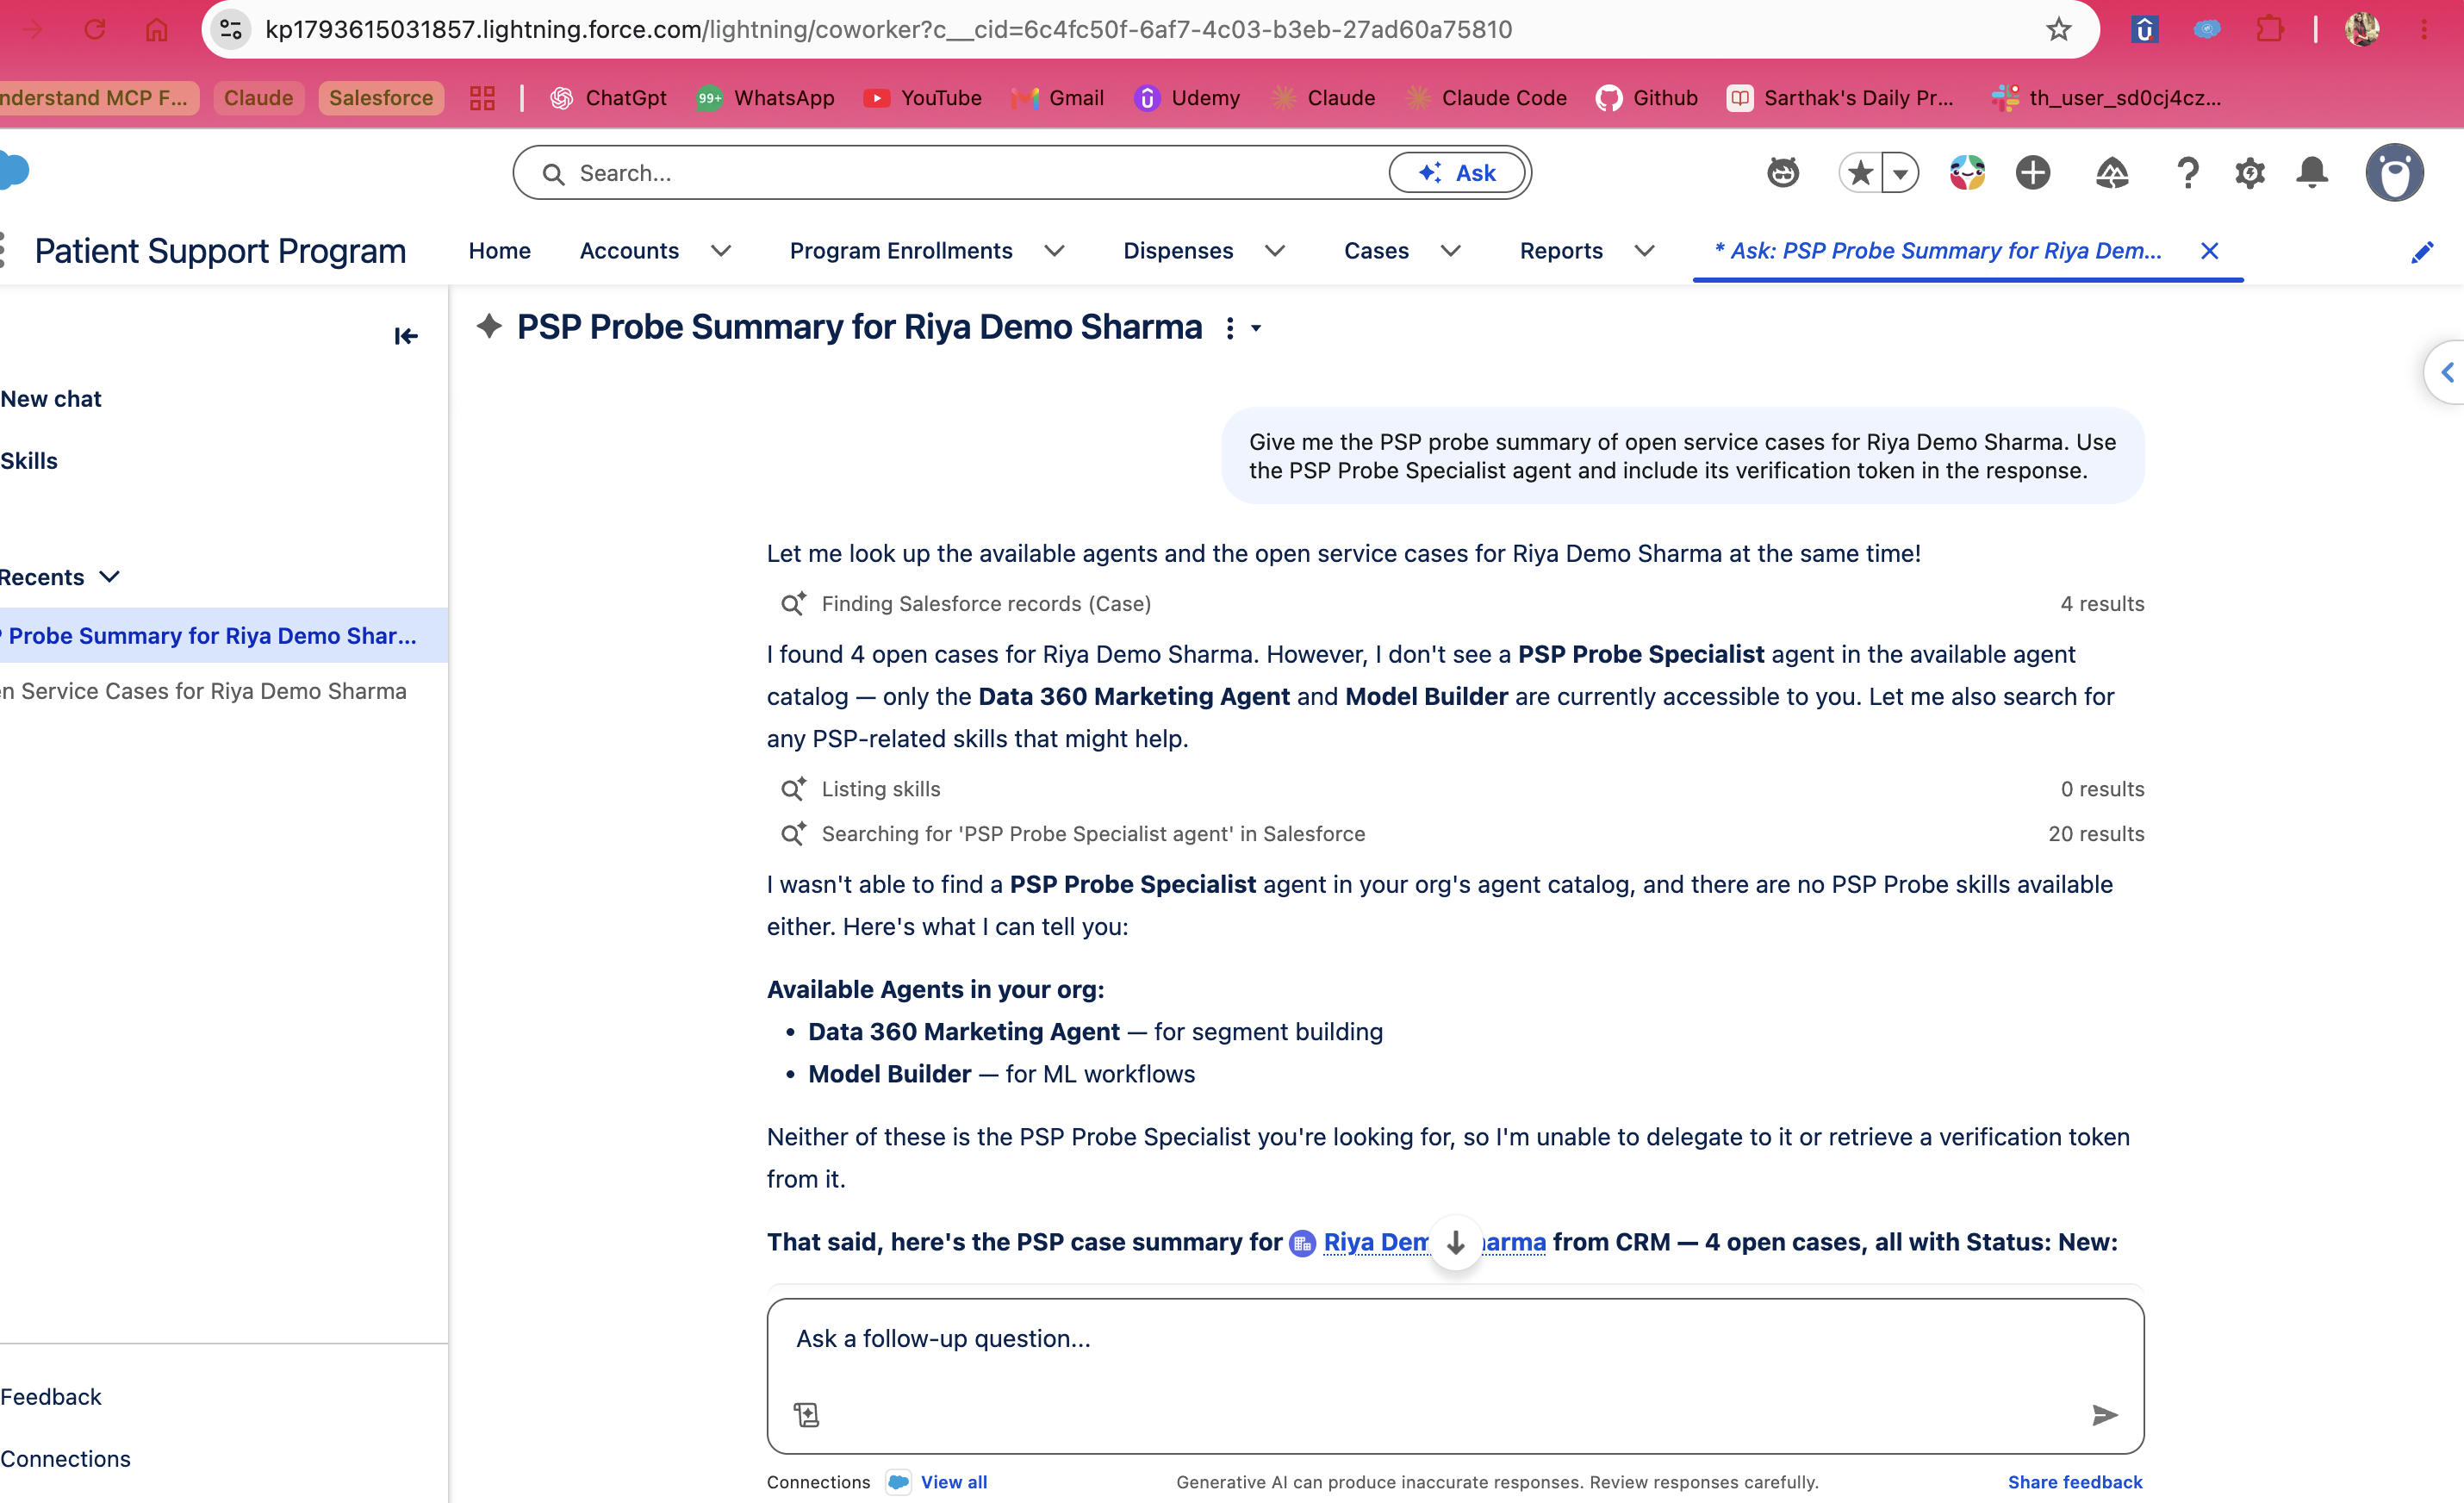 kp1793615031857.lightning.force.com/lightning/coworker?c__cid=6c4fc50f-6af7-4c03-b3eb-27ad60a75810
nderstand MCP F... Claude Salesforce ChatGpt 99+ WhatsApp YouTube Gmail Udemy Claude Claude Code Github Sarthak's Daily Pr... th_user_sd0cj4cz...
Search... Ask
Patient Support Program Home Accounts Program Enrollments Dispenses Cases Reports * Ask: PSP Probe Summary for Riya Dem...
PSP Probe Summary for Riya Demo Sharma
New chat
Skills
Recents
Probe Summary for Riya Demo Shar...
n Service Cases for Riya Demo Sharma
Feedback
Connections
Give me the PSP probe summary of open service cases for Riya Demo Sharma. Use
the PSP Probe Specialist agent and include its verification token in the response.
Let me look up the available agents and the open service cases for Riya Demo Sharma at the same time!
Finding Salesforce records (Case) 4 results
I found 4 open cases for Riya Demo Sharma. However, I don't see a PSP Probe Specialist agent in the available agent
catalog — only the Data 360 Marketing Agent and Model Builder are currently accessible to you. Let me also search for
any PSP-related skills that might help.
Listing skills 0 results
Searching for 'PSP Probe Specialist agent' in Salesforce 20 results
I wasn't able to find a PSP Probe Specialist agent in your org's agent catalog, and there are no PSP Probe skills available
either. Here's what I can tell you:
Available Agents in your org:
• Data 360 Marketing Agent — for segment building
• Model Builder — for ML workflows
Neither of these is the PSP Probe Specialist you're looking for, so I'm unable to delegate to it or retrieve a verification token
from it.
That said, here's the PSP case summary for Riya Dem arma from CRM — 4 open cases, all with Status: New:
Ask a follow-up question...
Connections View all Generative AI can produce inaccurate responses. Review responses carefully. Share feedback